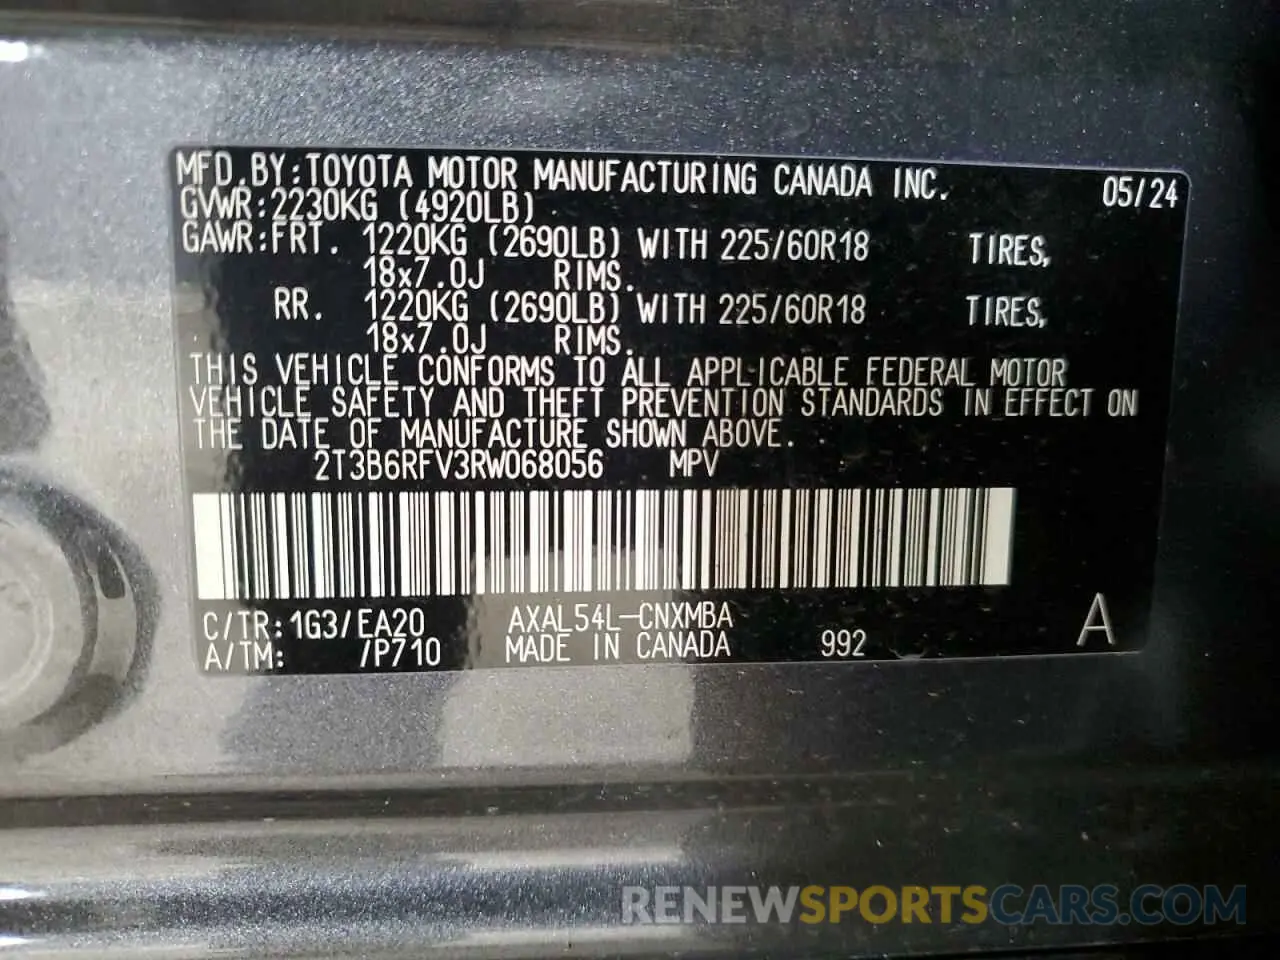 MFD.BY:TOYOTA MOTOR MANUFACTURING CANADA INC. 05/24
GVWR:2230KG (4920LB)
GAWR:FRT. 1220KG (2690LB) WITH 225/60R18 TIRES,
18x7.0J RIMS.
RR. 1220KG (2690LB) WITH 225/60R18 TIRES,
18x7.0J RIMS.
THIS VEHICLE CONFORMS TO ALL APPLICABLE FEDERAL MOTOR
VEHICLE SAFETY AND THEFT PREVENTION STANDARDS IN EFFECT ON
THE DATE OF MANUFACTURE SHOWN ABOVE.
2T3B6RFV3RW068056 MPV
C/TR:1G3/EA20 AXAL54L-CNXMBA A
A/TM: /P710 MADE IN CANADA 992
RENEWSPORTSCARS.COM